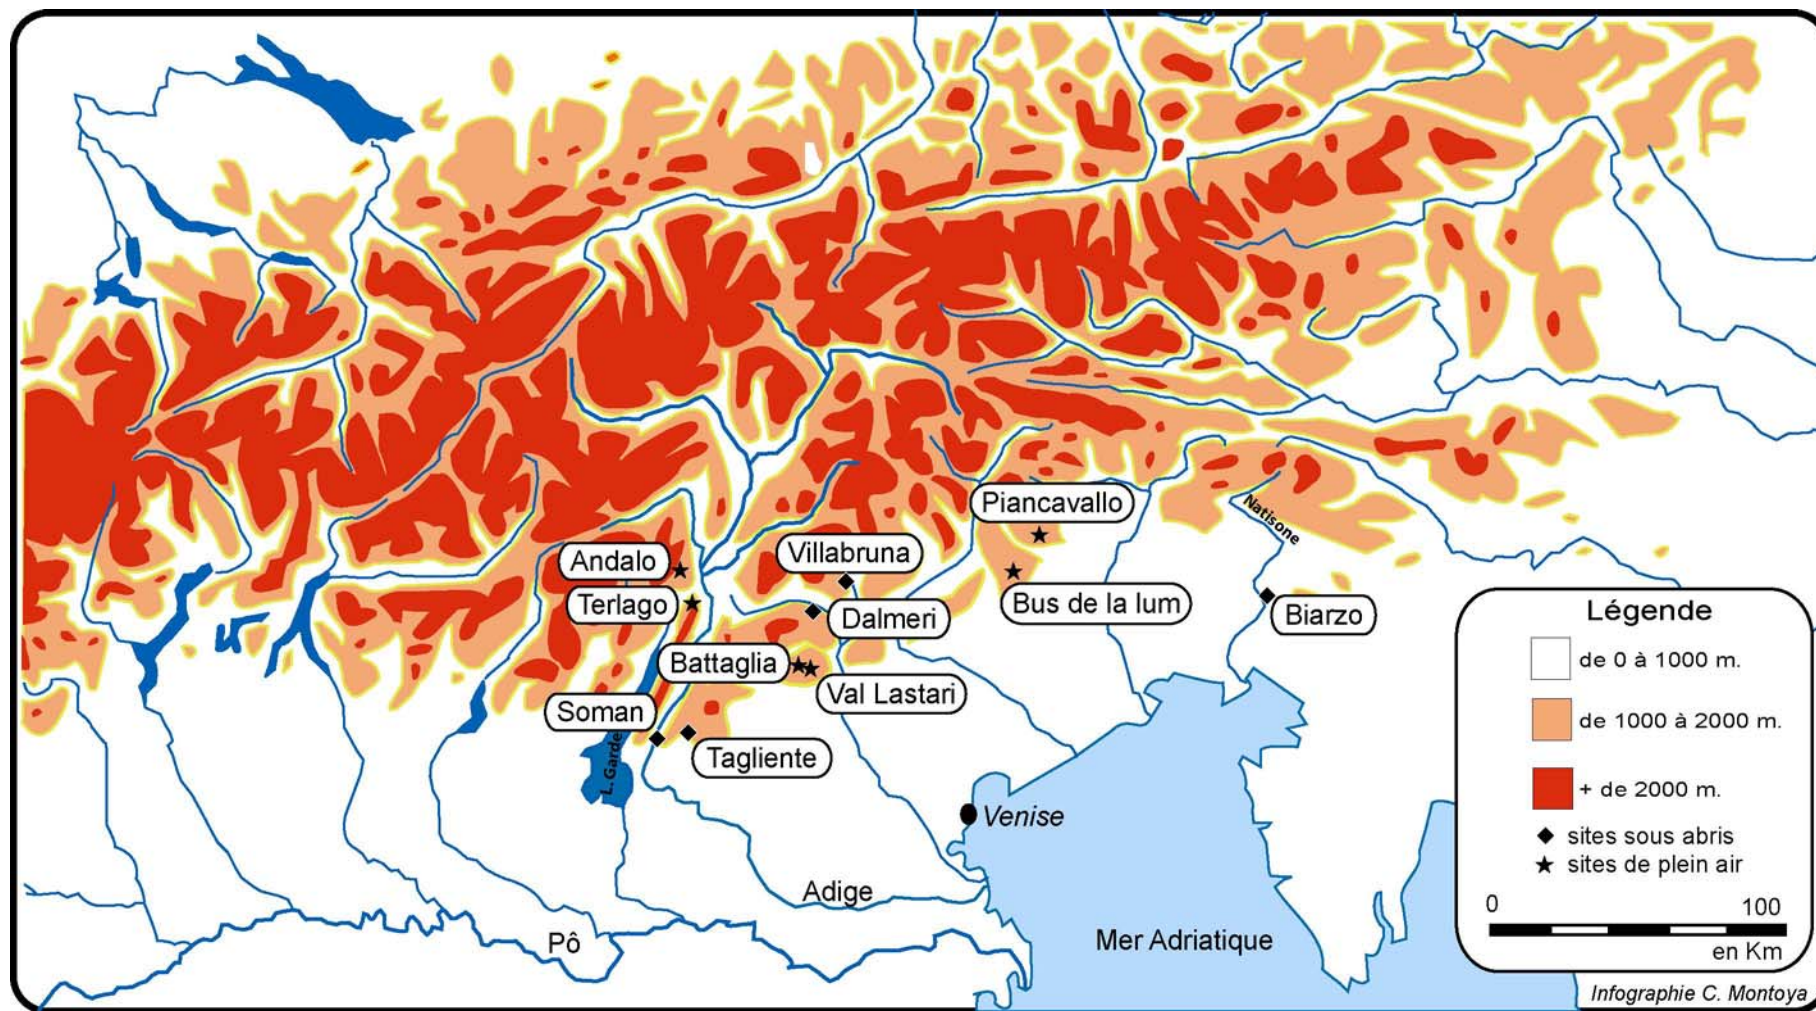 Piancavallo
Natisone
Andalo
Villabruna
Terlago
Dalmeri
Bus de la lum
Biarzo
Battaglia
Val Lastari
Soman
Tagliente
L. Garde
Venise
Adige
Pô
Mer Adriatique
Légende
de 0 à 1000 m.
de 1000 à 2000 m.
+ de 2000 m.
sites sous abris
sites de plein air
0 100
en Km
Infographie C. Montoya